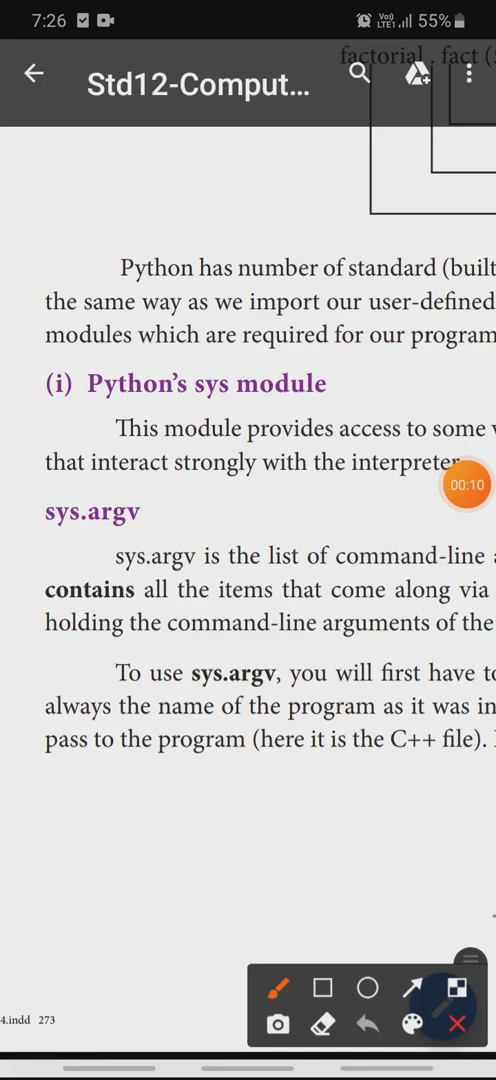 7:26
Vo) LTE1 55%
factorial . fact (
Std12-Comput...
Python has number of standard (built
the same way as we import our user-defined
modules which are required for our program
(i) Python's sys module
This module provides access to some
that interact strongly with the interpreter
00:10
sys.argv
sys.argv is the list of command-line
contains all the items that come along via
holding the command-line arguments of the
To use sys.argv, you will first have to
always the name of the program as it was in
pass to the program (here it is the C++ file).
4.indd 273